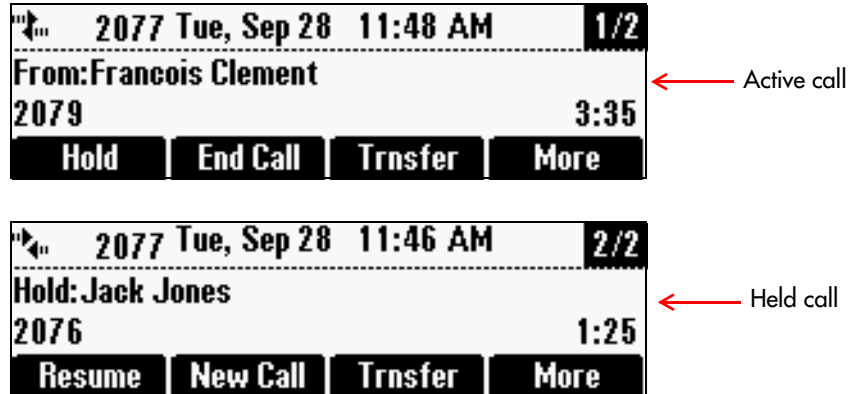 2077 Tue, Sep 28 11:48 AM 1/2
From:Francois Clement
2079 3:35
Hold End Call Trnsfer More
Active call
2077 Tue, Sep 28 11:46 AM 2/2
Hold:Jack Jones
2076 1:25
Resume New Call Trnsfer More
Held call